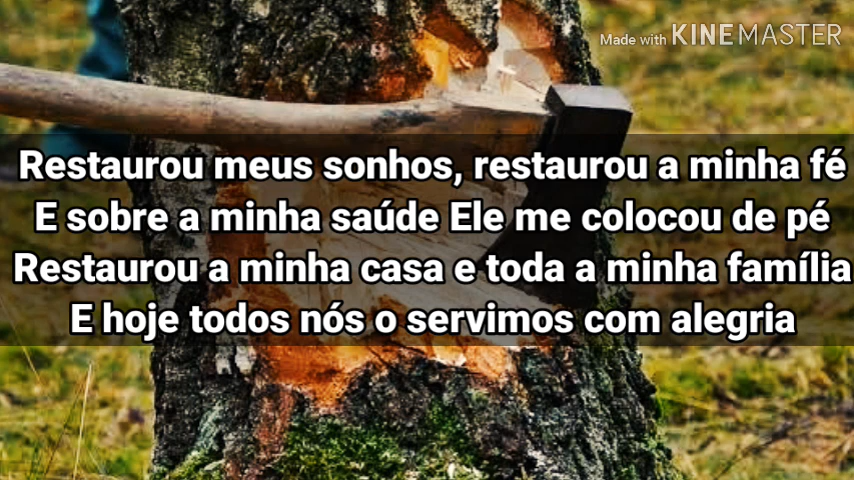 Made with KINEMASTER
Restaurou meus sonhos, restaurou a minha fé
E sobre a minha saúde Ele me colocou de pé
Restaurou a minha casa e toda a minha família
E hoje todos nós o servimos com alegria